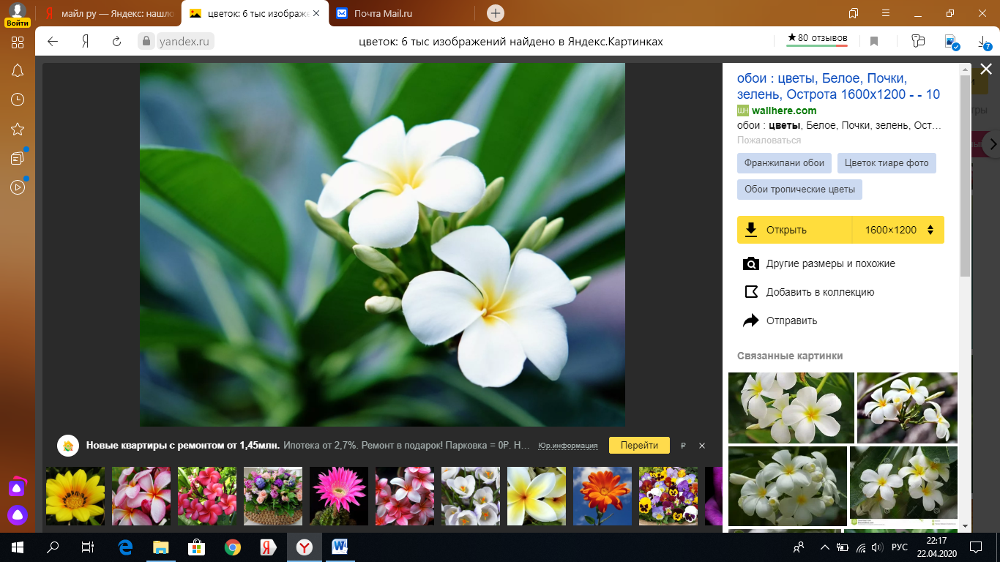 Войти
майл ру — Яндекс: нашло
цветок: 6 тыс изображе
Почта Mail.ru
Я
yandex.ru
цветок: 6 тыс изображений найдено в Яндекс.Картинках
★80 отзывов
7
обои : цветы, Белое, Почки,
зелень, Острота 1600x1200 - - 10
WH wallhere.com
обои : цветы, Белое, Почки, зелень, Ост…
Пожаловаться
Франжипани обои
Цветок тиаре фото
Обои тропические цветы
Открыть
1600×1200
Другие размеры и похожие
Добавить в коллекцию
Отправить
Связанные картинки
Новые квартиры с ремонтом от 1,45млн. Ипотека от 2,7%. Ремонт в подарок! Парковка = 0₽. Н…
Юр.информация
Перейти
₽
РУС
22:17
22.04.2020